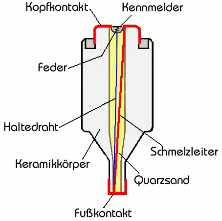 Kopfkontakt
Kennmelder
Feder
Haltedraht
Schmelzleiter
Keramikkörper
Quarzsand
Fußkontakt